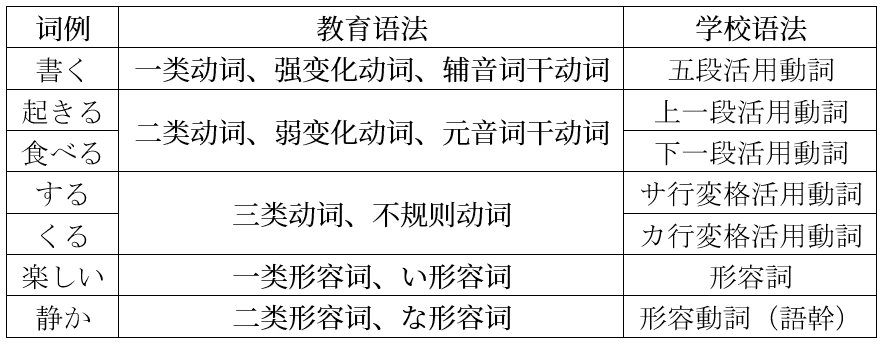 词例 教育语法 学校语法
書く 一类动词、强变化动词、辅音词干动词 五段活用動詞
起きる 二类动词、弱变化动词、元音词干动词 上一段活用動詞
食べる 下一段活用動詞
する 三类动词、不规则动词 サ行変格活用動詞
くる カ行変格活用動詞
楽しい 一类形容词、い形容词 形容詞
静か 二类形容词、な形容词 形容動詞（語幹）